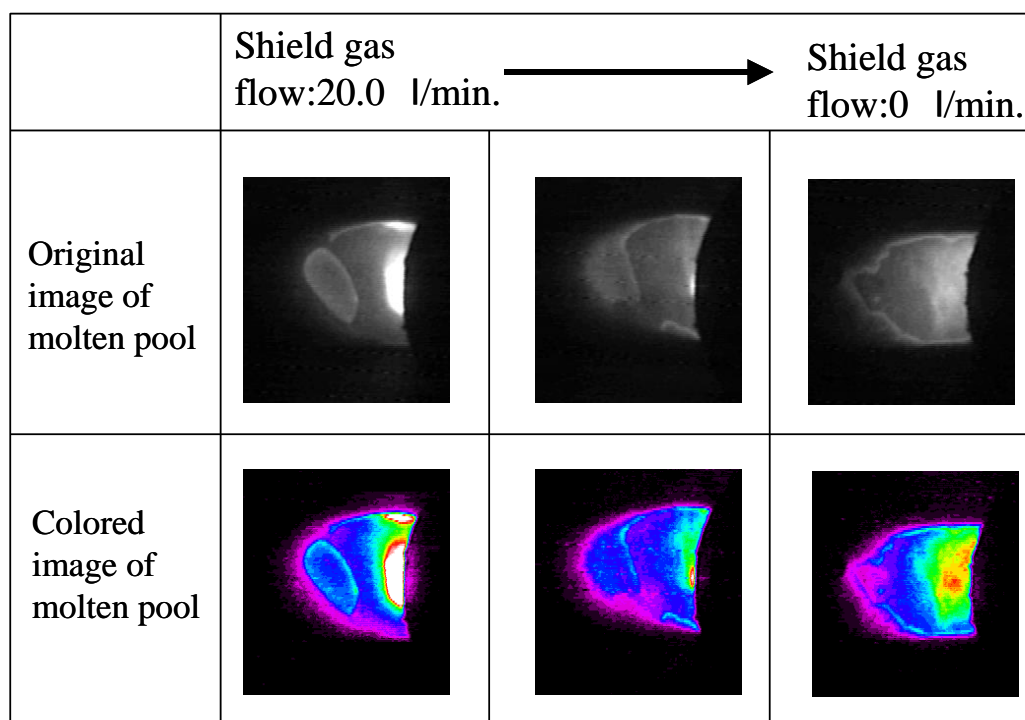 Shield gas
flow:20.0 l/min.
Shield gas
flow:0 l/min.
Original
image of
molten pool
Colored
image of
molten pool